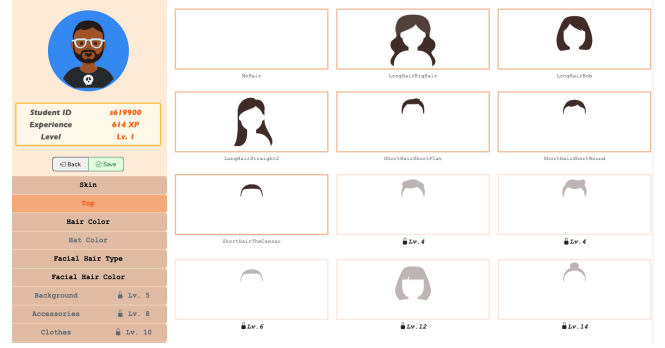 Student ID s619900
Experience 614 XP
Level Lv. 1
Back Save
Skin
Top
Hair Color
Hat Color
Facial Hair Type
Facial Hair Color
Background Lv. 5
Accessories Lv. 8
Clothes Lv. 10
NoHair LongHairBigHair LongHairBob
LongHairStraight2 ShortHairShortFlat ShortHairShortRound
ShortHairTheCaesar Lv.4 Lv.4
Lv.6 Lv.12 Lv.14